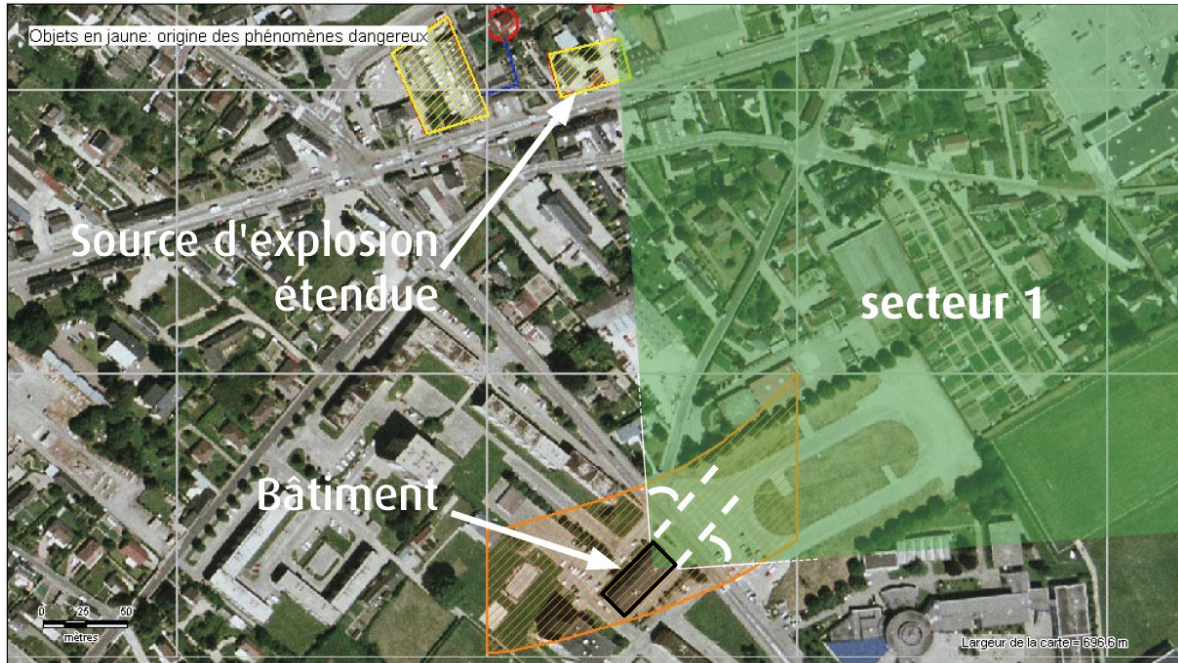 Objets en jaune: origine des phénomènes dangereux
Source d'explosion
étendue
secteur 1
Bâtiment
0 25 50
mètres
Largeur de la carte = 696.6 m